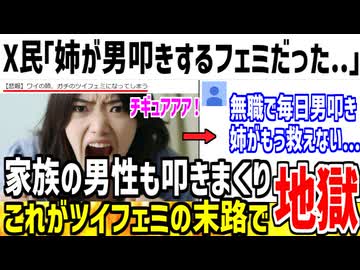 X民「姉が男叩きするフェミだった..」
【悲報】ワイの姉、ガチのツイフェミになってしまう
チギュアアア!
無職で毎日男叩き
姉がもう救えない...
家族の男性も叩きまくり
これがツイフェミの末路で地獄